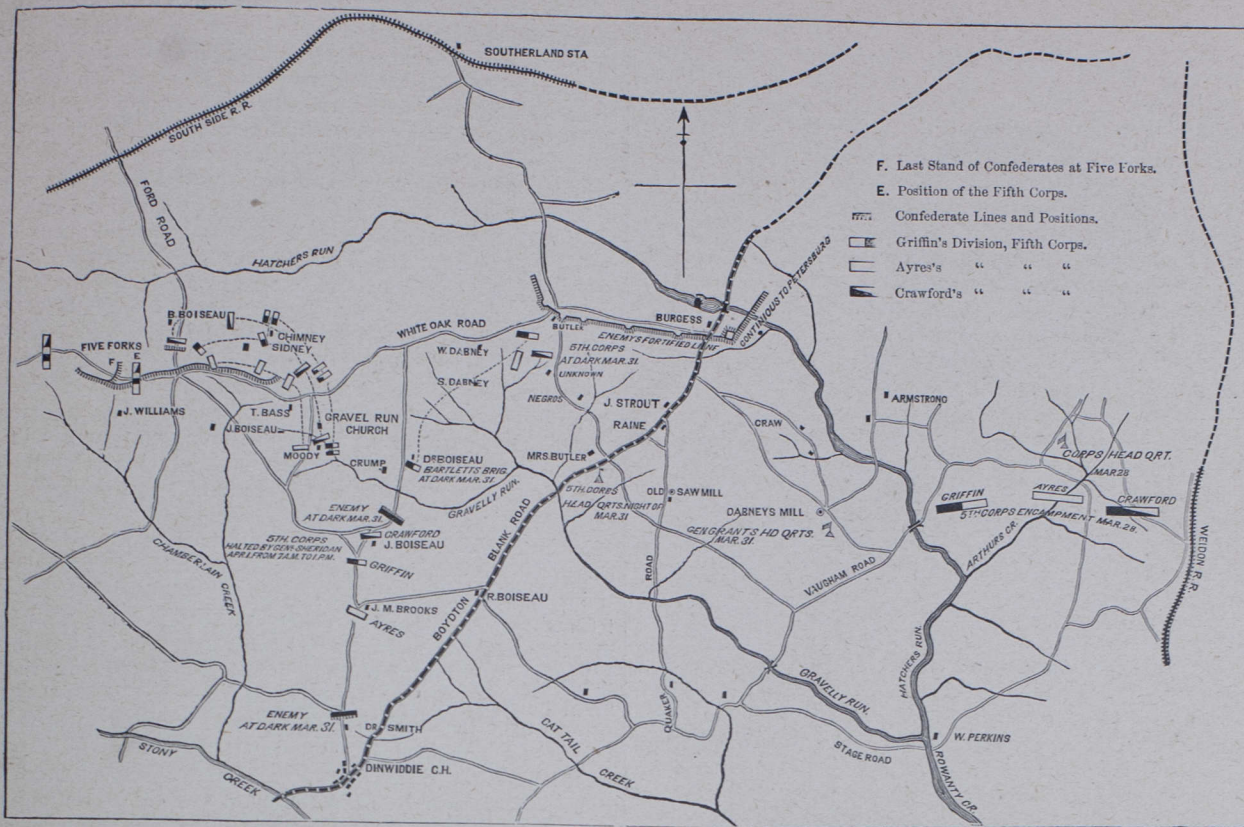 SOUTHERLAND STA
SOUTH SIDE R. R.
F. Last Stand of Confederates at Five Forks.
E. Position of the Fifth Corps.
Confederate Lines and Positions.
Griffin's Division, Fifth Corps.
Ayres's " " "
Crawford's " " "
FORD ROAD
HATCHERS RUN
CONTINIOUS TO PETERSBURG
B. BOISEAU
CHIMNEY
SIDNEY
FIVE FORKS
F
E
WHITE OAK ROAD
BUTLER
BURGESS
ENEMY'S FORTIFIED LINE
W. DABNEY
5TH. CORPS
AT DARK MAR. 31.
UNKNOWN
S. DABNEY
NEGROS
J. STROUT
RAINE
CRAW
ARMSTRONG
J. WILLIAMS
T. BASS
J. BOISEAU
GRAVEL RUN
CHURCH
MOODY
CRUMP
DR BOISEAU
BARTLETTS BRIG
AT DARK MAR. 31.
MRS. BUTLER
GRAVELLY RUN.
5TH. CORPS
HEAD QRTS. NIGHT OF
MAR. 31
OLD SAW MILL
DABNEYS MILL
GEN. GRANTS HD QRTS.
MAR. 31.
CORPS HEAD QRT.
MAR 28
GRIFFIN
AYRES
CRAWFORD
5TH CORPS ENCAMPMENT MAR. 28.
ARTHURS CR.
WELDON R. R.
ENEMY
AT DARK MAR. 31.
CRAWFORD
J. BOISEAU
5TH. CORPS
HALTED BY GEN. SHERIDAN
APR. 1. FROM 7 A.M. TO 1 P.M.
GRIFFIN
CHAMBERLAIN CREEK
J. M. BROOKS
AYRES
R. BOISEAU
BOYDTON BLANK ROAD
ROAD
VAUGHAM ROAD
HATCHERS RUN.
GRAVELLY RUN.
QUAKER
ENEMY
AT DARK MAR. 31.
DR. SMITH
DINWIDDIE C.H.
CAT TAIL
CREEK
STAGE ROAD
W. PERKINS
ROWANTY CR.
STONY
CREEK